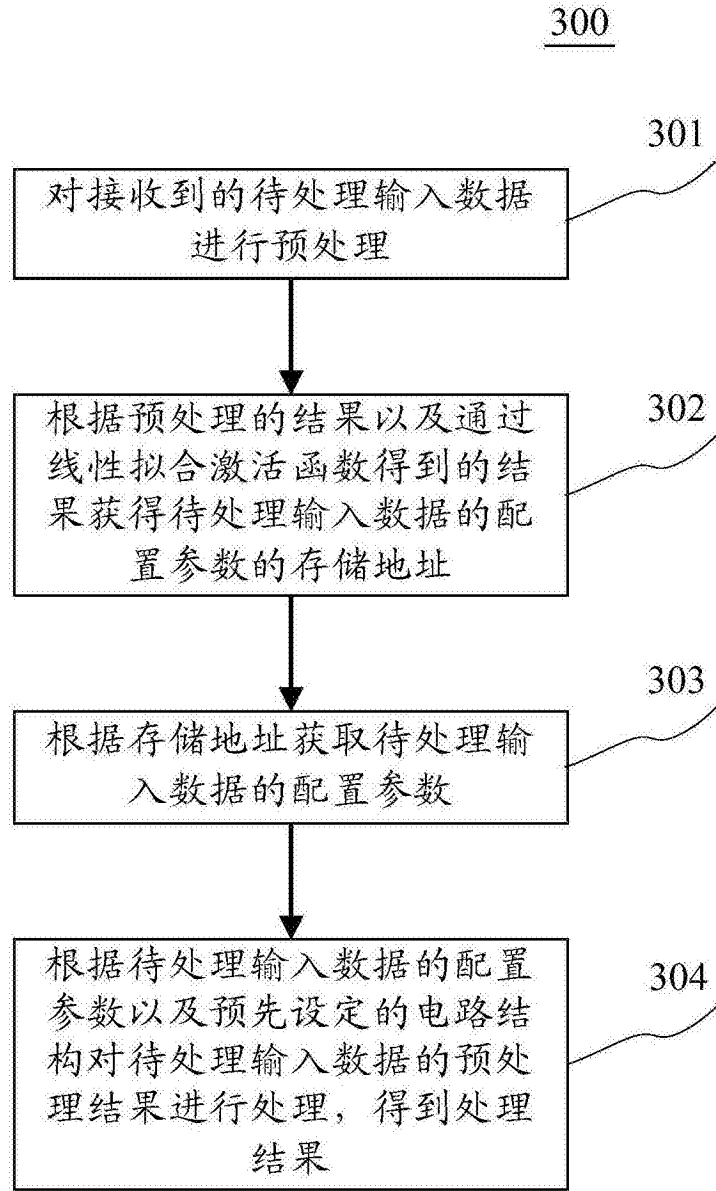 300
301
对接收到的待处理输入数据
进行预处理
302
根据预处理的结果以及通过
线性拟合激活函数得到的结
果获得待处理输入数据的配
置参数的存储地址
303
根据存储地址获取待处理输
入数据的配置参数
304
根据待处理输入数据的配置
参数以及预先设定的电路结
构对待处理输入数据的预处
理结果进行处理，得到处理
结果